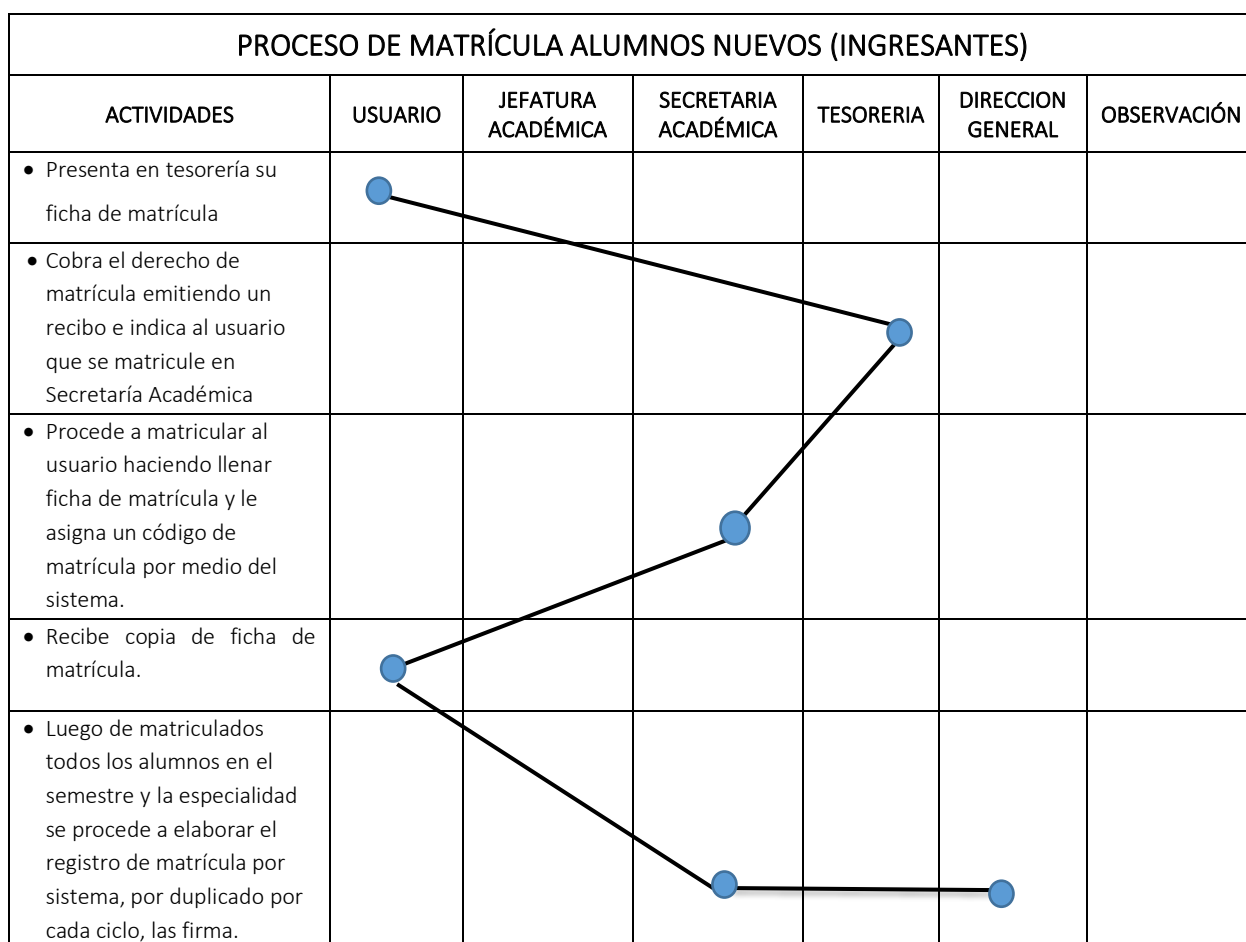 PROCESO DE MATRÍCULA ALUMNOS NUEVOS (INGRESANTES)
ACTIVIDADES
USUARIO
JEFATURA
ACADÉMICA
SECRETARIA
ACADÉMICA
TESORERIA
DIRECCION
GENERAL
OBSERVACIÓN
• Presenta en tesorería su
ficha de matrícula
• Cobra el derecho de
matrícula emitiendo un
recibo e indica al usuario
que se matricule en
Secretaría Académica
• Procede a matricular al
usuario haciendo llenar
ficha de matrícula y le
asigna un código de
matrícula por medio del
sistema.
• Recibe copia de ficha de
matrícula.
• Luego de matriculados
todos los alumnos en el
semestre y la especialidad
se procede a elaborar el
registro de matrícula por
sistema, por duplicado por
cada ciclo, las firma.